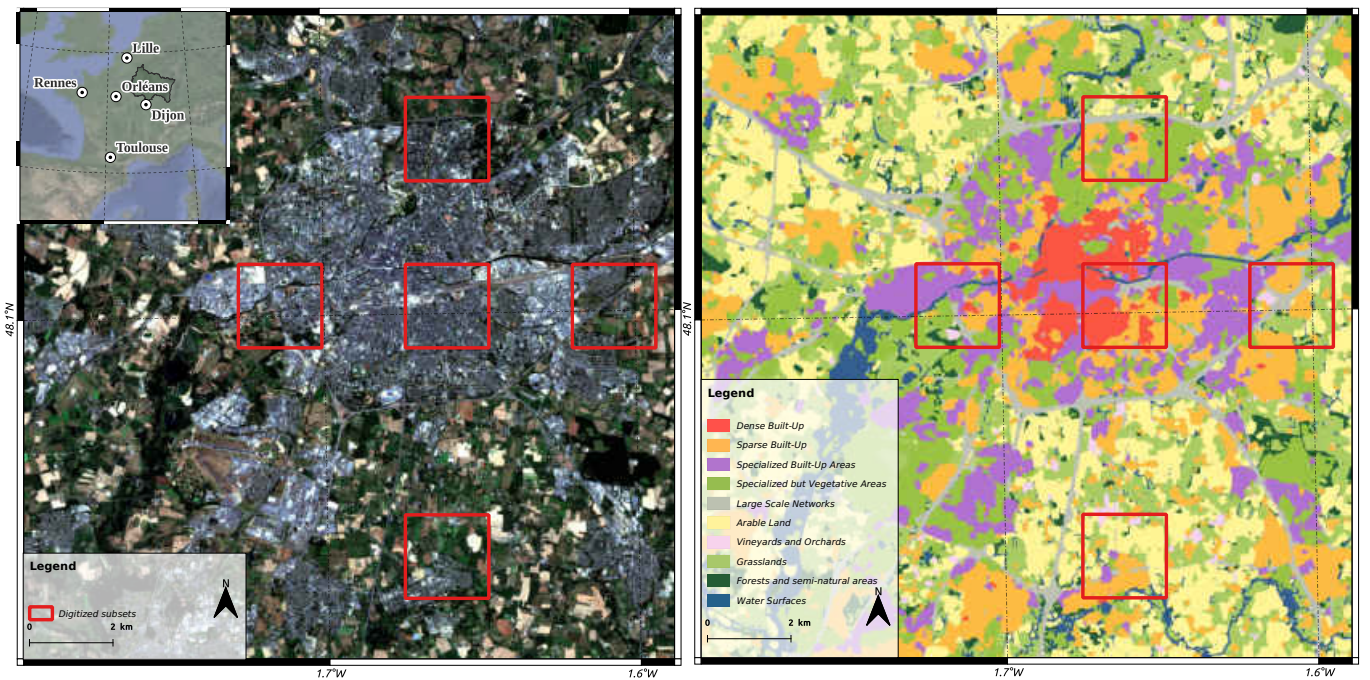 Lille
Rennes
Orléans
Dijon
Toulouse
48.1°N
Legend
Digitized subsets
N
0
2 km
1.7°W
1.6°W
48.1°N
Legend
Dense Built-Up
Sparse Built-Up
Specialized Built-Up Areas
Specialized but Vegetative Areas
Large Scale Networks
Arable Land
Vineyards and Orchards
Grasslands
Forests and semi-natural areas
Water Surfaces
N
0
2 km
1.7°W
1.6°W